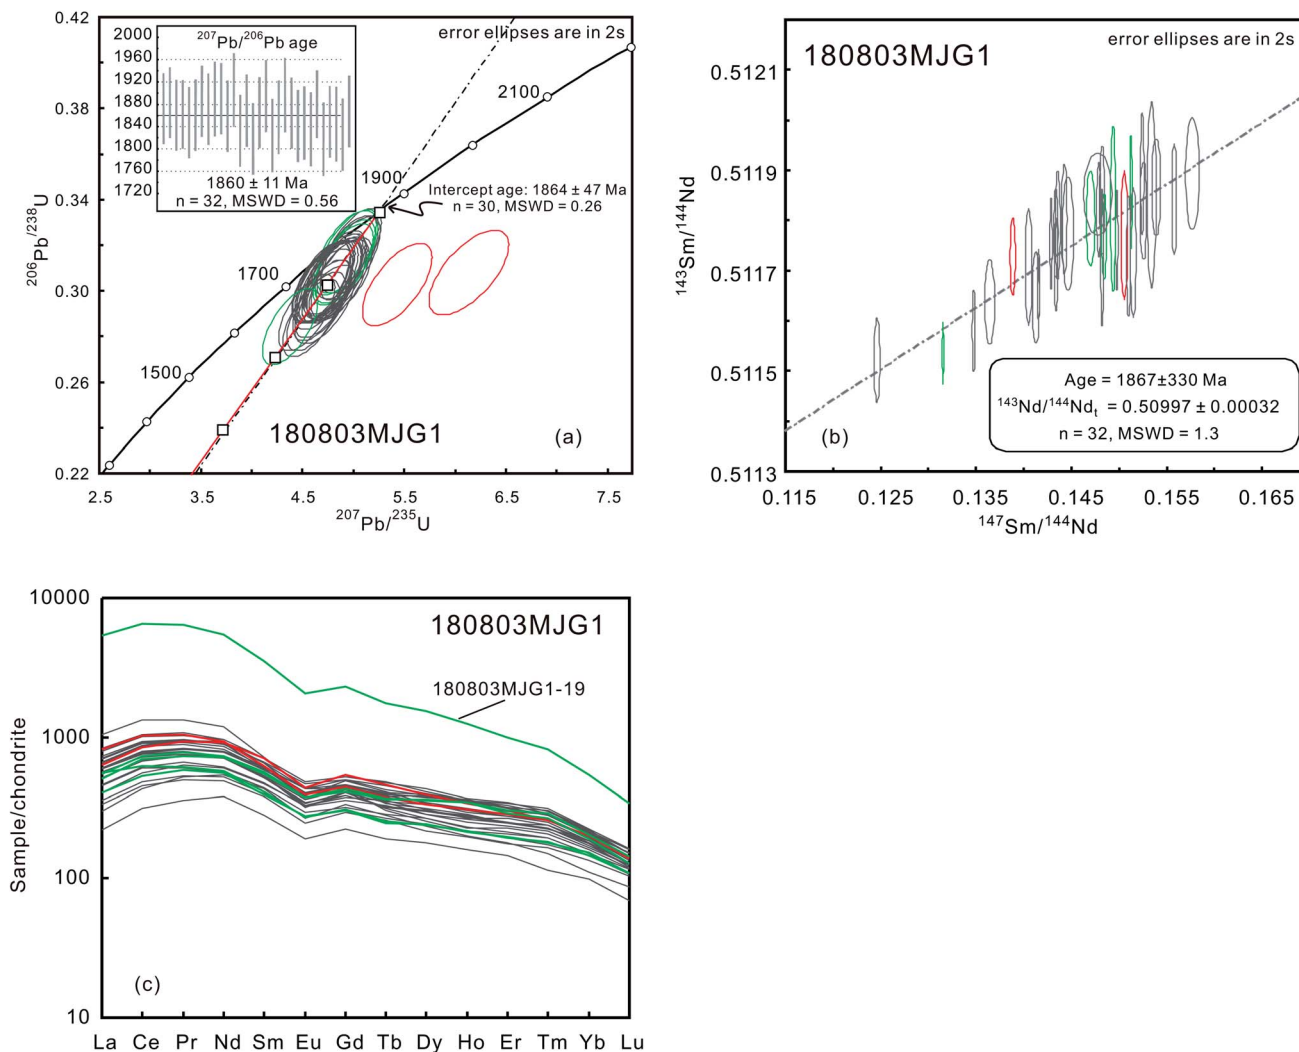 0.42
0.38
0.34
0.30
0.26
0.22
²⁰⁶Pb/²³⁸U
2.5 3.5 4.5 5.5 6.5 7.5
²⁰⁷Pb/²³⁵U
error ellipses are in 2s
2000
1960
1920
1880
1840
1800
1760
1720
²⁰⁷Pb/²⁰⁶Pb age
1860 ± 11 Ma
n = 32, MSWD = 0.56
2100
1900
1700
1500
Intercept age: 1864 ± 47 Ma
n = 30, MSWD = 0.26
180803MJG1
(a)
180803MJG1
error ellipses are in 2s
0.5121
0.5119
0.51117
0.5115
0.51113
¹⁴³Sm/¹⁴⁴Nd
Age = 1867±330 Ma
¹⁴³Nd/¹⁴⁴Ndₜ = 0.50997 ± 0.00032
n = 32, MSWD = 1.3
(b)
0.115 0.125 0.135 0.145 0.155 0.165
¹⁴⁷Sm/¹⁴⁴Nd
10000
1000
100
10
Sample/chondrite
180803MJG1
180803MJG1-19
(c)
La Ce Pr Nd Sm Eu Gd Tb Dy Ho Er Tm Yb Lu